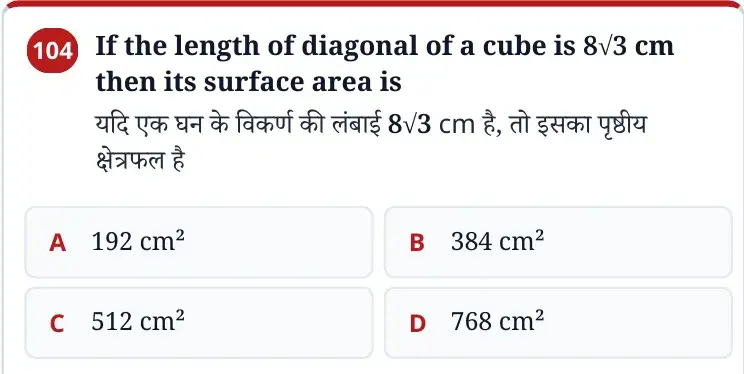 104 If the length of diagonal of a cube is 8√3 cm
then its surface area is
यदि एक घन के विकर्ण की लंबाई 8√3 cm है, तो इसका पृष्ठीय
क्षेत्रफल है
A 192 cm²
B 384 cm²
C 512 cm²
D 768 cm²